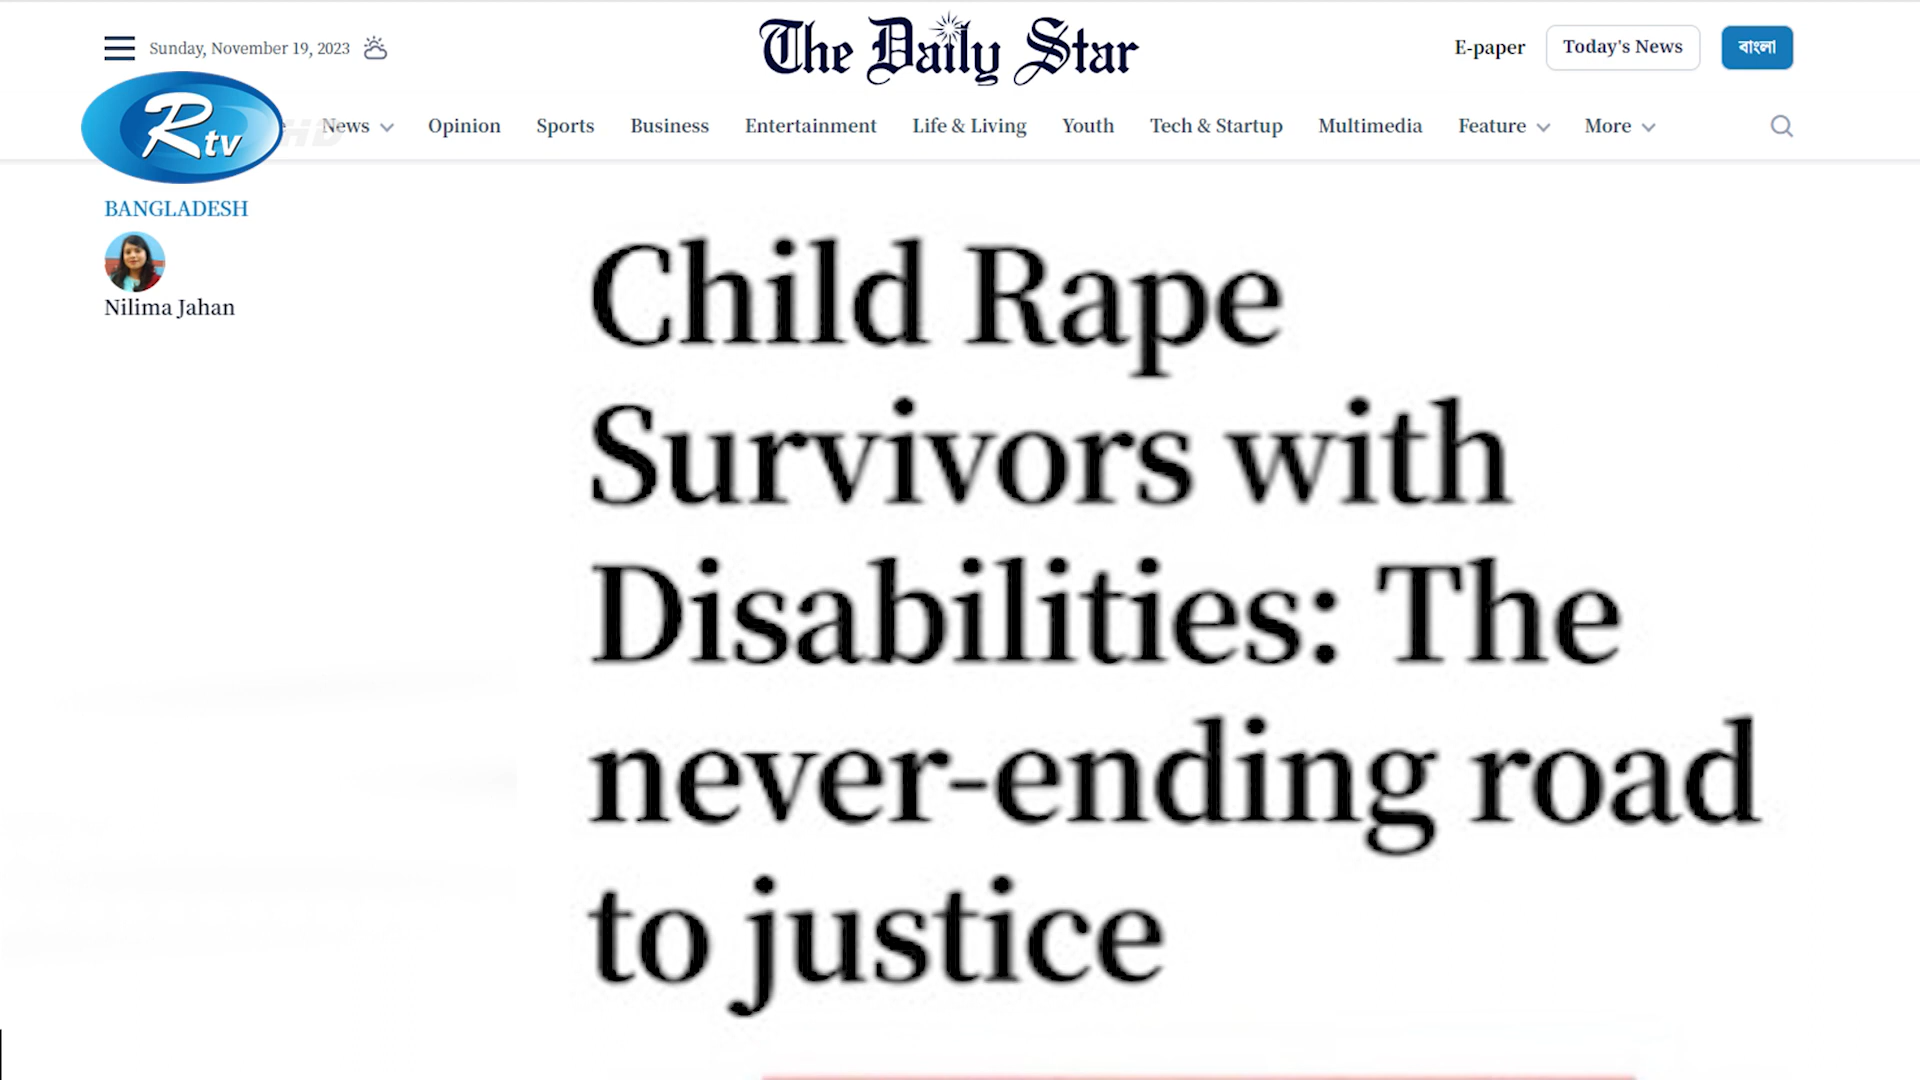 Sunday, November 19, 2023
The Daily Star
E-paper
Today's News
বাংলা
Rtv
HD
News
Opinion
Sports
Business
Entertainment
Life & Living
Youth
Tech & Startup
Multimedia
Feature
More
BANGLADESH
Nilima Jahan
Child Rape
Survivors with
Disabilities: The
never-ending road
to justice